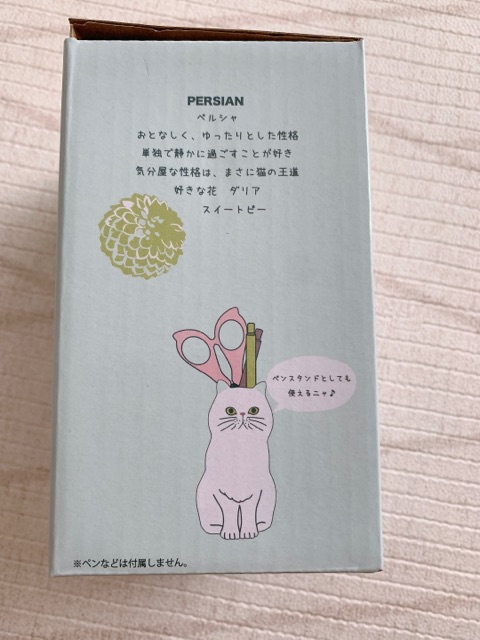 PERSIAN
ペルシャ
おとなしく、ゆったりとした性格
単独で静かに過ごすことが好き
気分屋な性格は、まさに猫の王道
好きな花　ダリア
スイートピー
ペンスタンドとしても
使えるニャ♪
※ペンなどは付属しません。